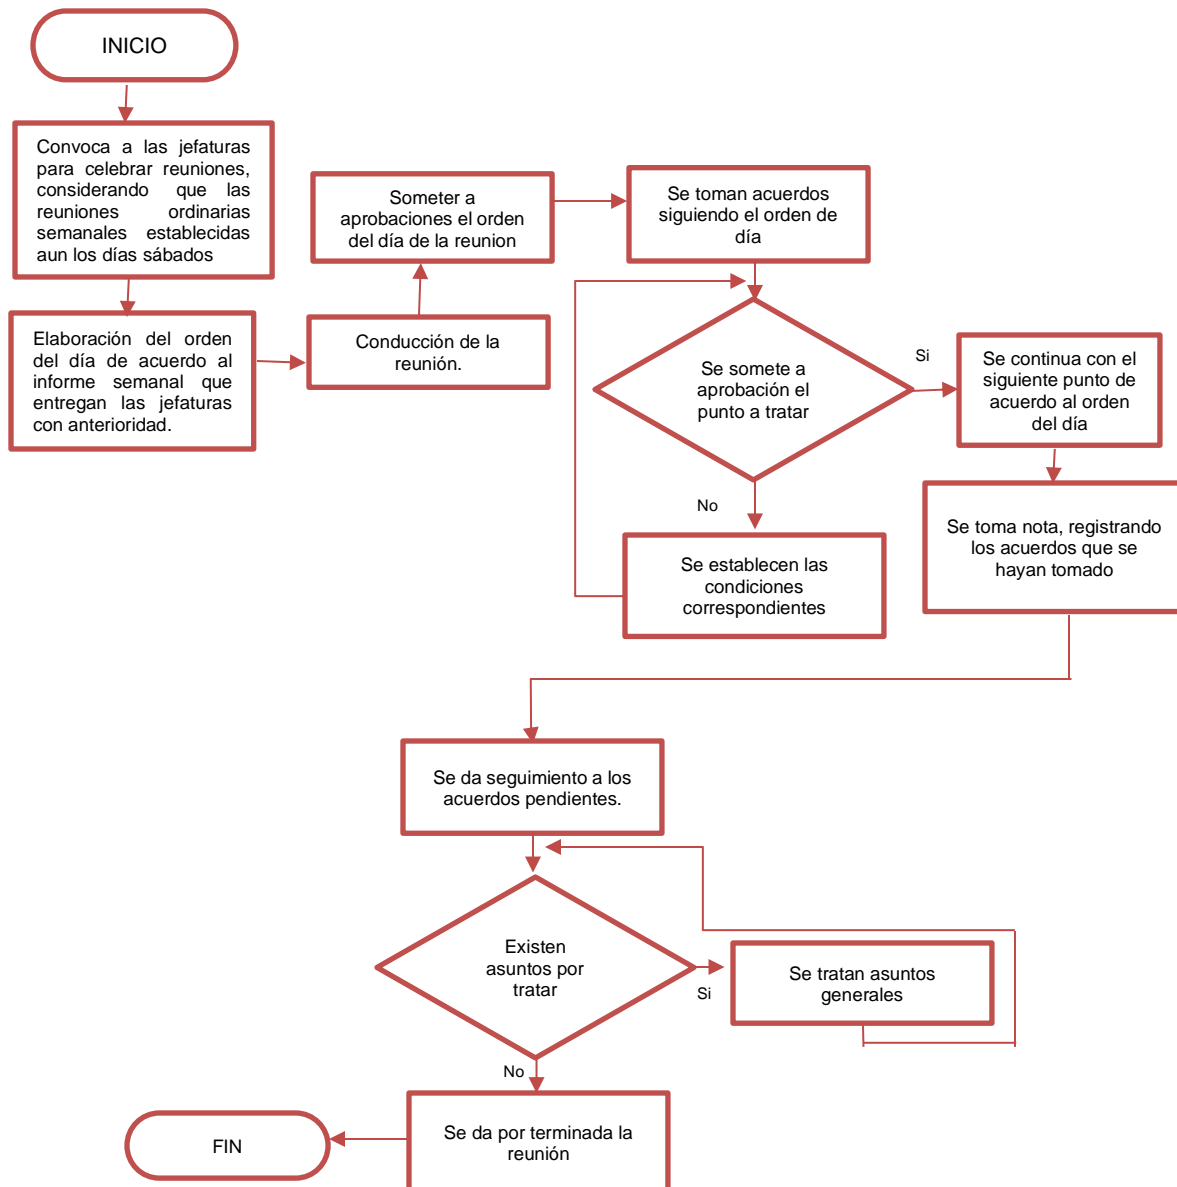 INICIO
Convoca a las jefaturas
para celebrar reuniones,
considerando que las
reuniones ordinarias
semanales establecidas
aun los días sábados
Elaboración del orden
del día de acuerdo al
informe semanal que
entregan las jefaturas
con anterioridad.
Conducción de la
reunión.
Someter a
aprobaciones el orden
del día de la reunion
Se toman acuerdos
siguiendo el orden de
día
Se somete a
aprobación el
punto a tratar
Si
Se continua con el
siguiente punto de
acuerdo al orden
del día
No
Se establecen las
condiciones
correspondientes
Se toma nota, registrando
los acuerdos que se
hayan tomado
Se da seguimiento a los
acuerdos pendientes.
Existen
asuntos por
tratar
Si
Se tratan asuntos
generales
No
Se da por terminada la
reunión
FIN